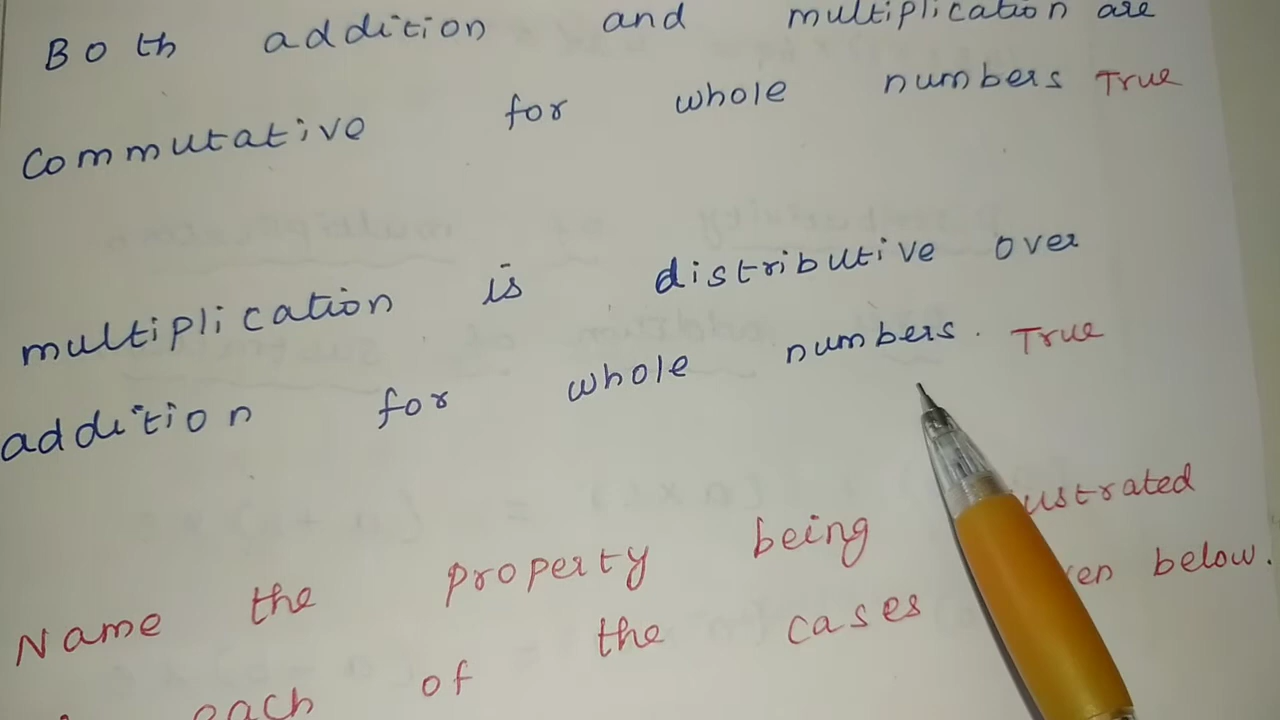 Both addition and multiplication are
Commutative for whole numbers True
multiplication is distributive over
addition for whole numbers. True
Name the property being ustrated
each of the cases en below.